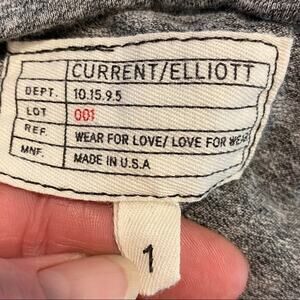 CURRENT/ELLIOTT
DEPT. 10.15.9.5
LOT 001
REF. WEAR FOR LOVE/ LOVE FOR WEAR
MNF. MADE IN U.S.A
1